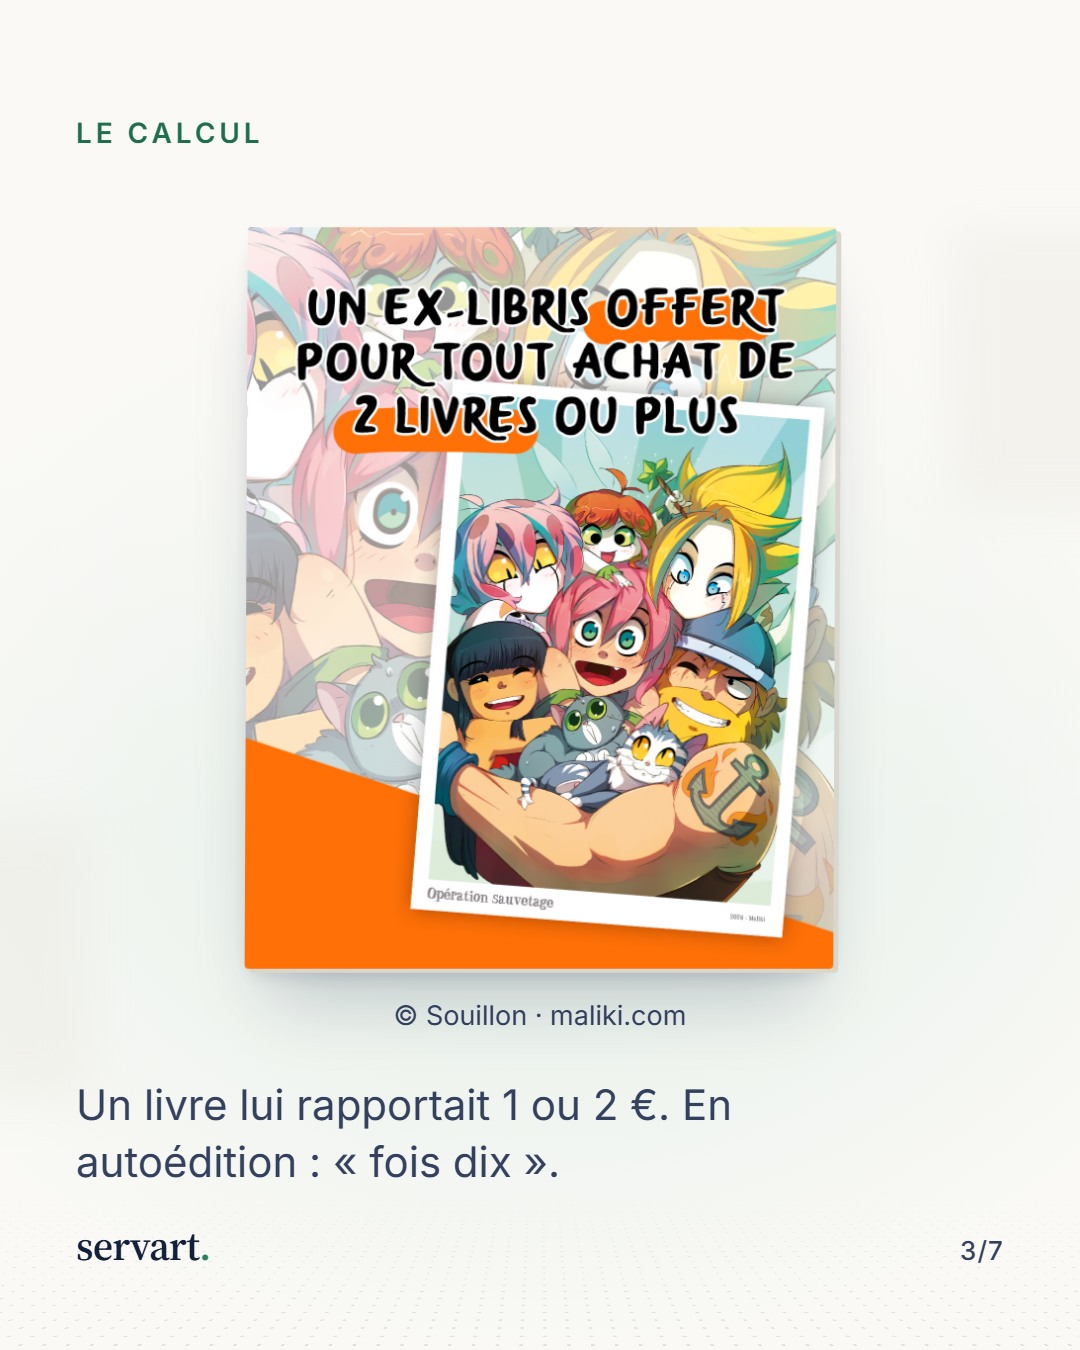 LE CALCUL
UN EX-LIBRIS OFFERT
POUR TOUT ACHAT DE
2 LIVRES OU PLUS
Opération sauvetage
© Souillon · maliki.com
Un livre lui rapportait 1 ou 2 €. En
autoédition : « fois dix ».
servart.
3/7